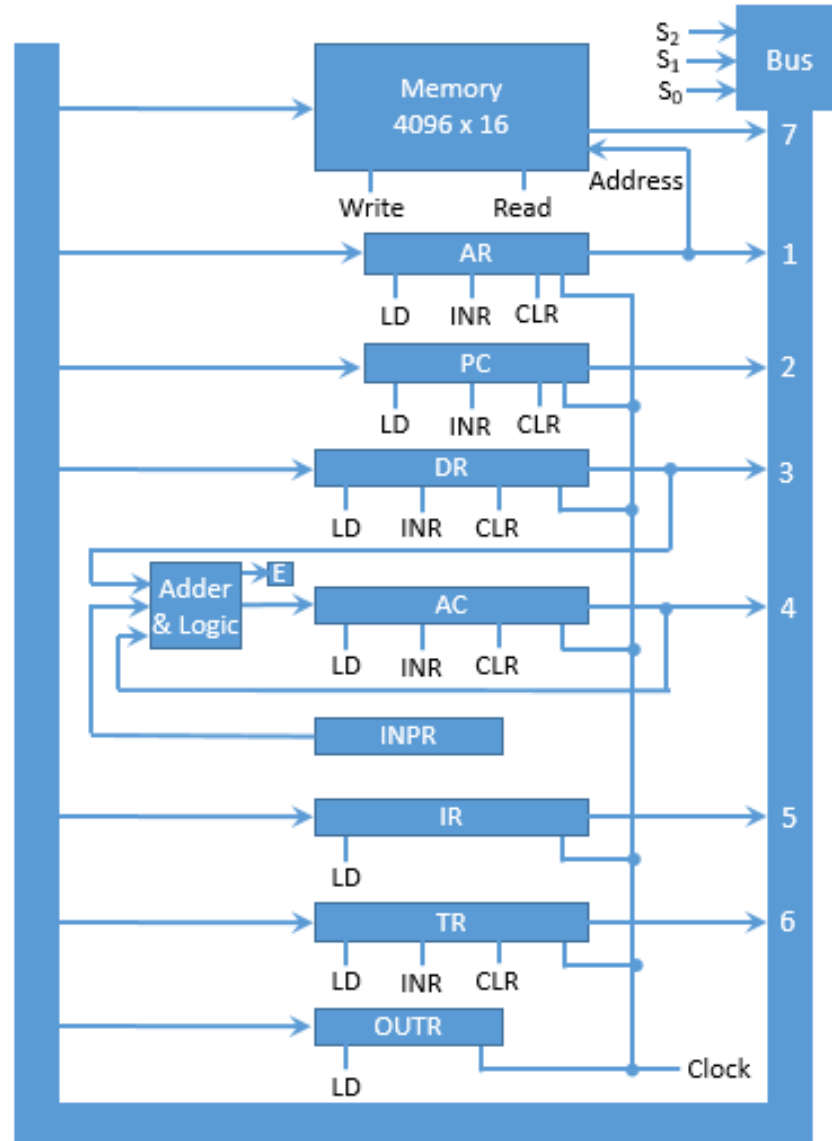 S₂
S₁
S₀
Bus
Memory
4096 x 16
7
Address
Write Read
AR
1
LD INR CLR
PC
2
LD INR CLR
DR
3
LD INR CLR
Adder
& Logic
E
AC
4
LD INR CLR
INPR
IR
5
LD
TR
6
LD INR CLR
OUTR
LD
Clock